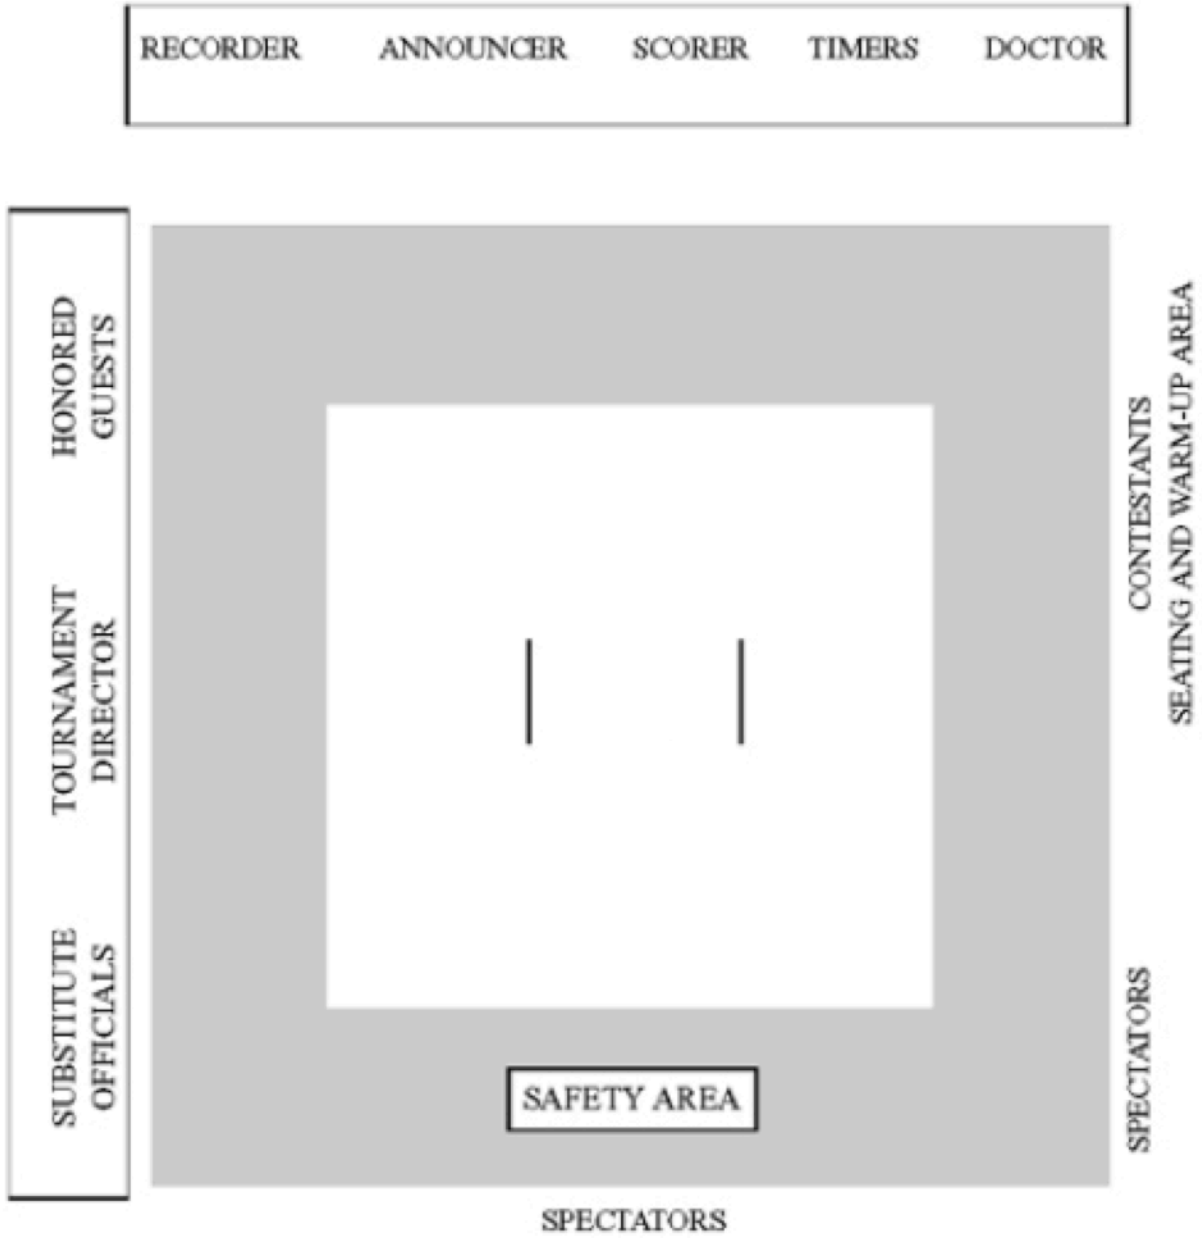 RECORDER ANNOUNCER SCORER TIMERS DOCTOR
HONORED
GUESTS
TOURNAMENT
DIRECTOR
SUBSTITUTE
OFFICIALS
CONTESTANTS
SEATING AND WARM-UP AREA
SPECTATORS
SAFETY AREA
SPECTATORS